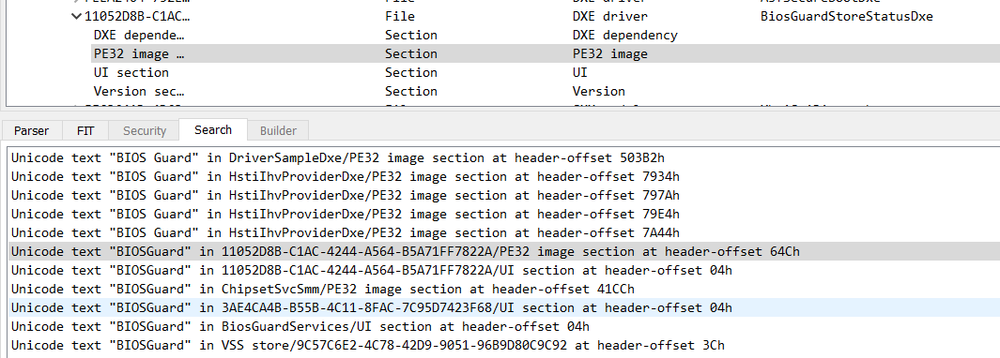 11052D8B-C1AC… File DXE driver BiosGuardStoreStatusDxe
DXE depende… Section DXE dependency
PE32 image … Section PE32 image
UI section Section UI
Version sec… Section Version
Parser FIT Security Search Builder
Unicode text "BIOS Guard" in DriverSampleDxe/PE32 image section at header-offset 503B2h
Unicode text "BIOS Guard" in HstiIhvProviderDxe/PE32 image section at header-offset 7934h
Unicode text "BIOS Guard" in HstiIhvProviderDxe/PE32 image section at header-offset 797Ah
Unicode text "BIOS Guard" in HstiIhvProviderDxe/PE32 image section at header-offset 79E4h
Unicode text "BIOS Guard" in HstiIhvProviderDxe/PE32 image section at header-offset 7A44h
Unicode text "BIOSGuard" in 11052D8B-C1AC-4244-A564-B5A71FF7822A/PE32 image section at header-offset 64Ch
Unicode text "BIOSGuard" in 11052D8B-C1AC-4244-A564-B5A71FF7822A/UI section at header-offset 04h
Unicode text "BIOSGuard" in ChipsetSvcSmm/PE32 image section at header-offset 41CCh
Unicode text "BIOSGuard" in 3AE4CA4B-B55B-4C11-8FAC-7C95D7423F68/UI section at header-offset 04h
Unicode text "BIOSGuard" in BiosGuardServices/UI section at header-offset 04h
Unicode text "BIOSGuard" in VSS store/9C57C6E2-4C78-42D9-9051-96B9D80C9C92 at header-offset 3Ch